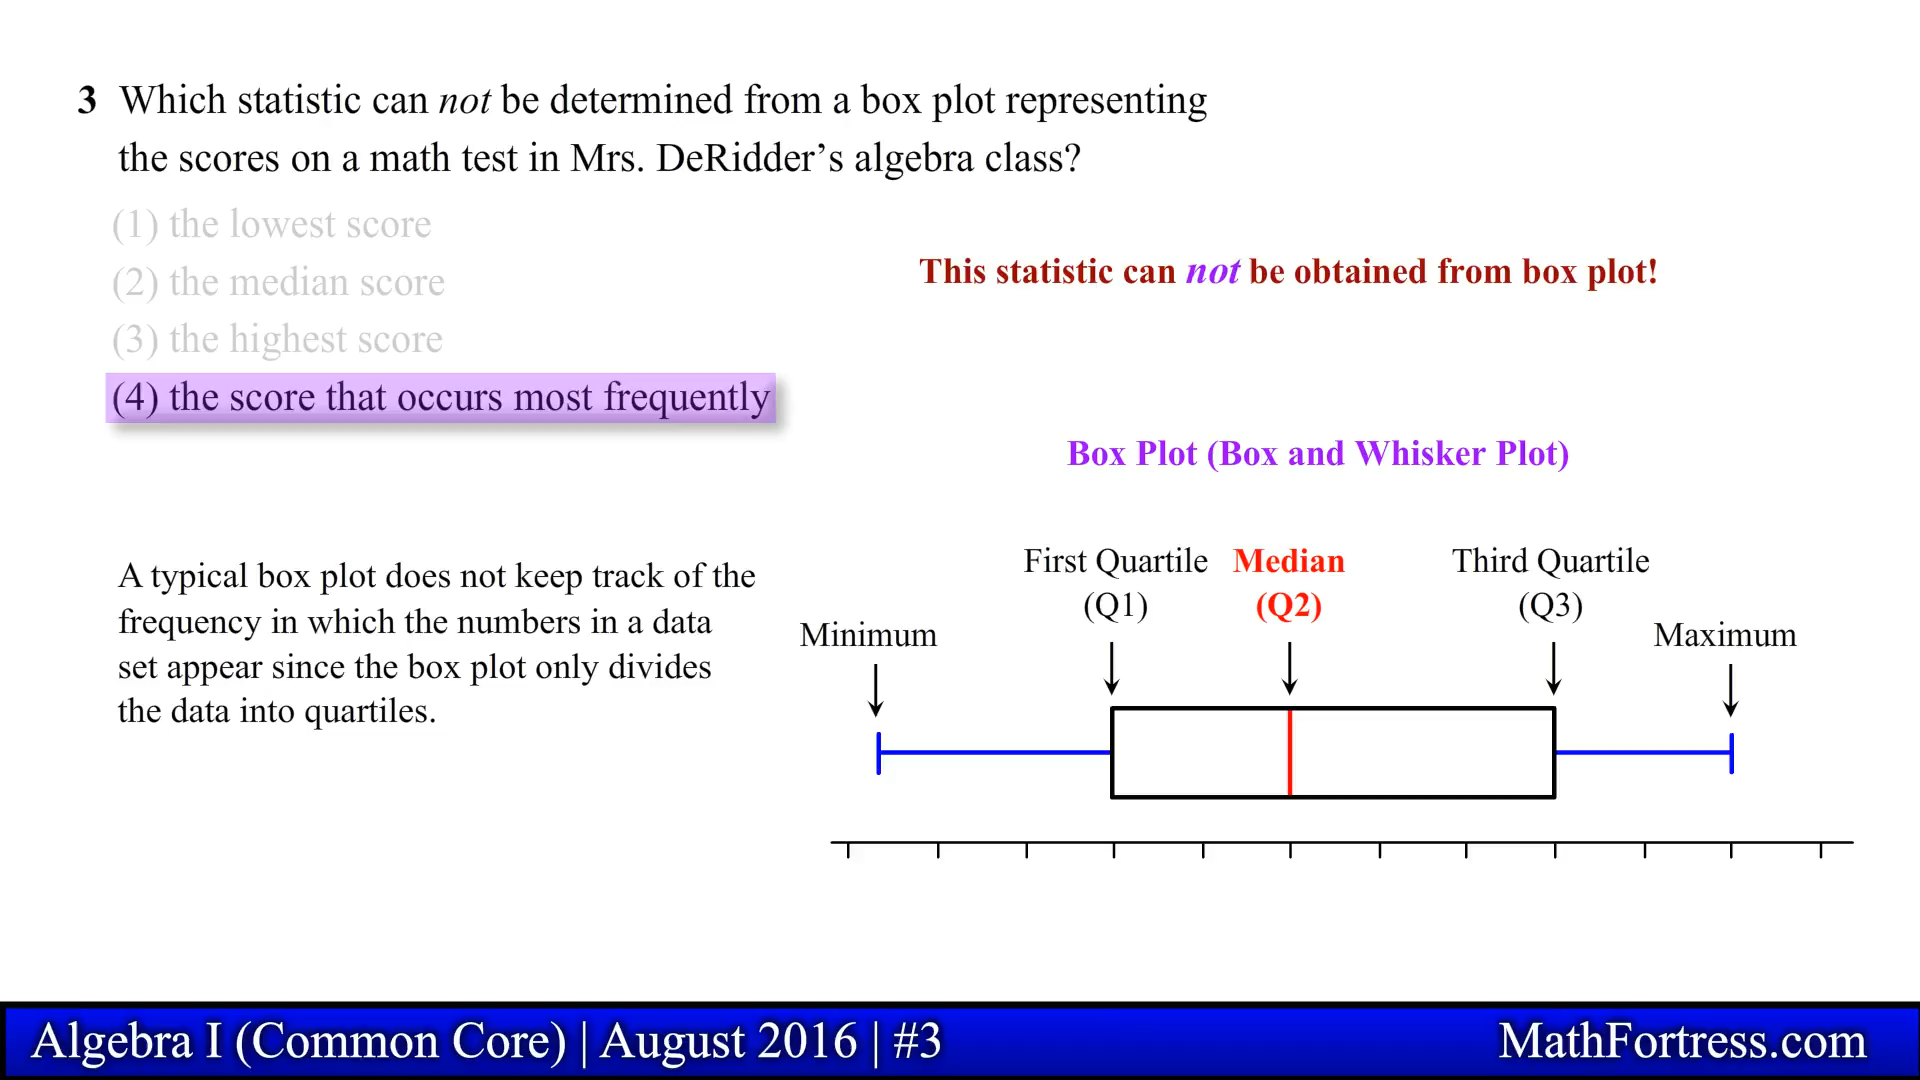 3 Which statistic can not be determined from a box plot representing
the scores on a math test in Mrs. DeRidder’s algebra class?
(1) the lowest score
(2) the median score
(3) the highest score
(4) the score that occurs most frequently
This statistic can not be obtained from box plot!
A typical box plot does not keep track of the
frequency in which the numbers in a data
set appear since the box plot only divides
the data into quartiles.
Box Plot (Box and Whisker Plot)
Minimum
First Quartile
(Q1)
Median
(Q2)
Third Quartile
(Q3)
Maximum
Algebra I (Common Core) | August 2016 | #3
MathFortress.com